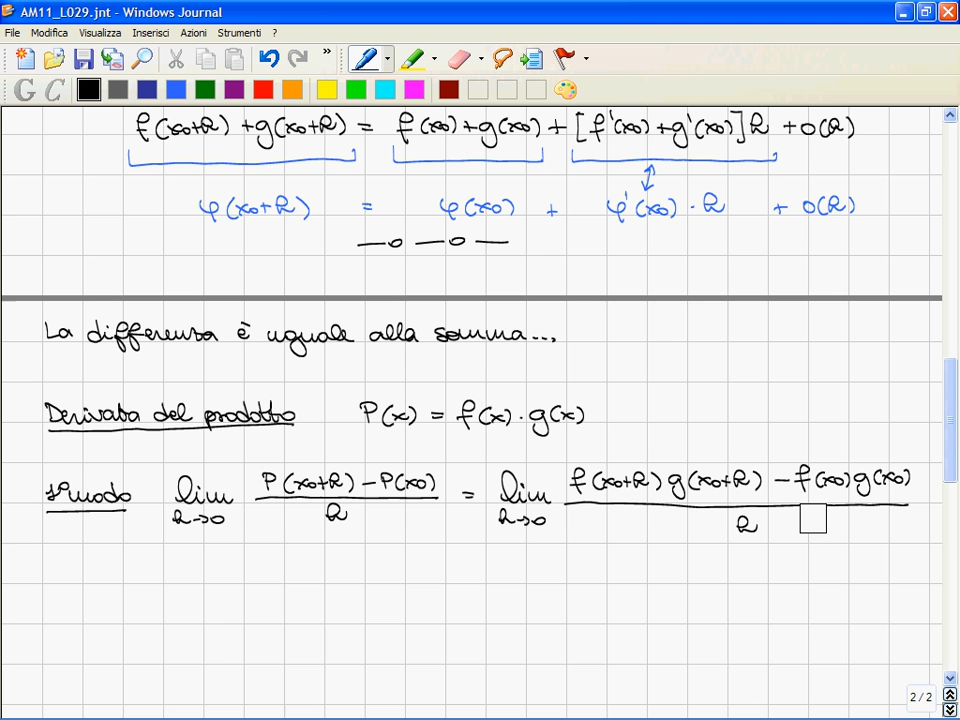 AM11_L029.jnt - Windows Journal
File Modifica Visualizza Inserisci Azioni Strumenti ?
f(x0+h) + g(x0+h) = f(x0) + g(x0) + [f'(x0) + g'(x0)] h + o(h)
φ(x0+h) = φ(x0) + φ'(x0) · h + o(h)
La differenza è uguale alla somma...
Derivata del prodotto P(x) = f(x) · g(x)
1° modo lim h→0 (P(x0+h) − P(x0)) / h = lim h→0 (f(x0+h) g(x0+h) − f(x0) g(x0)) / h
2 / 2